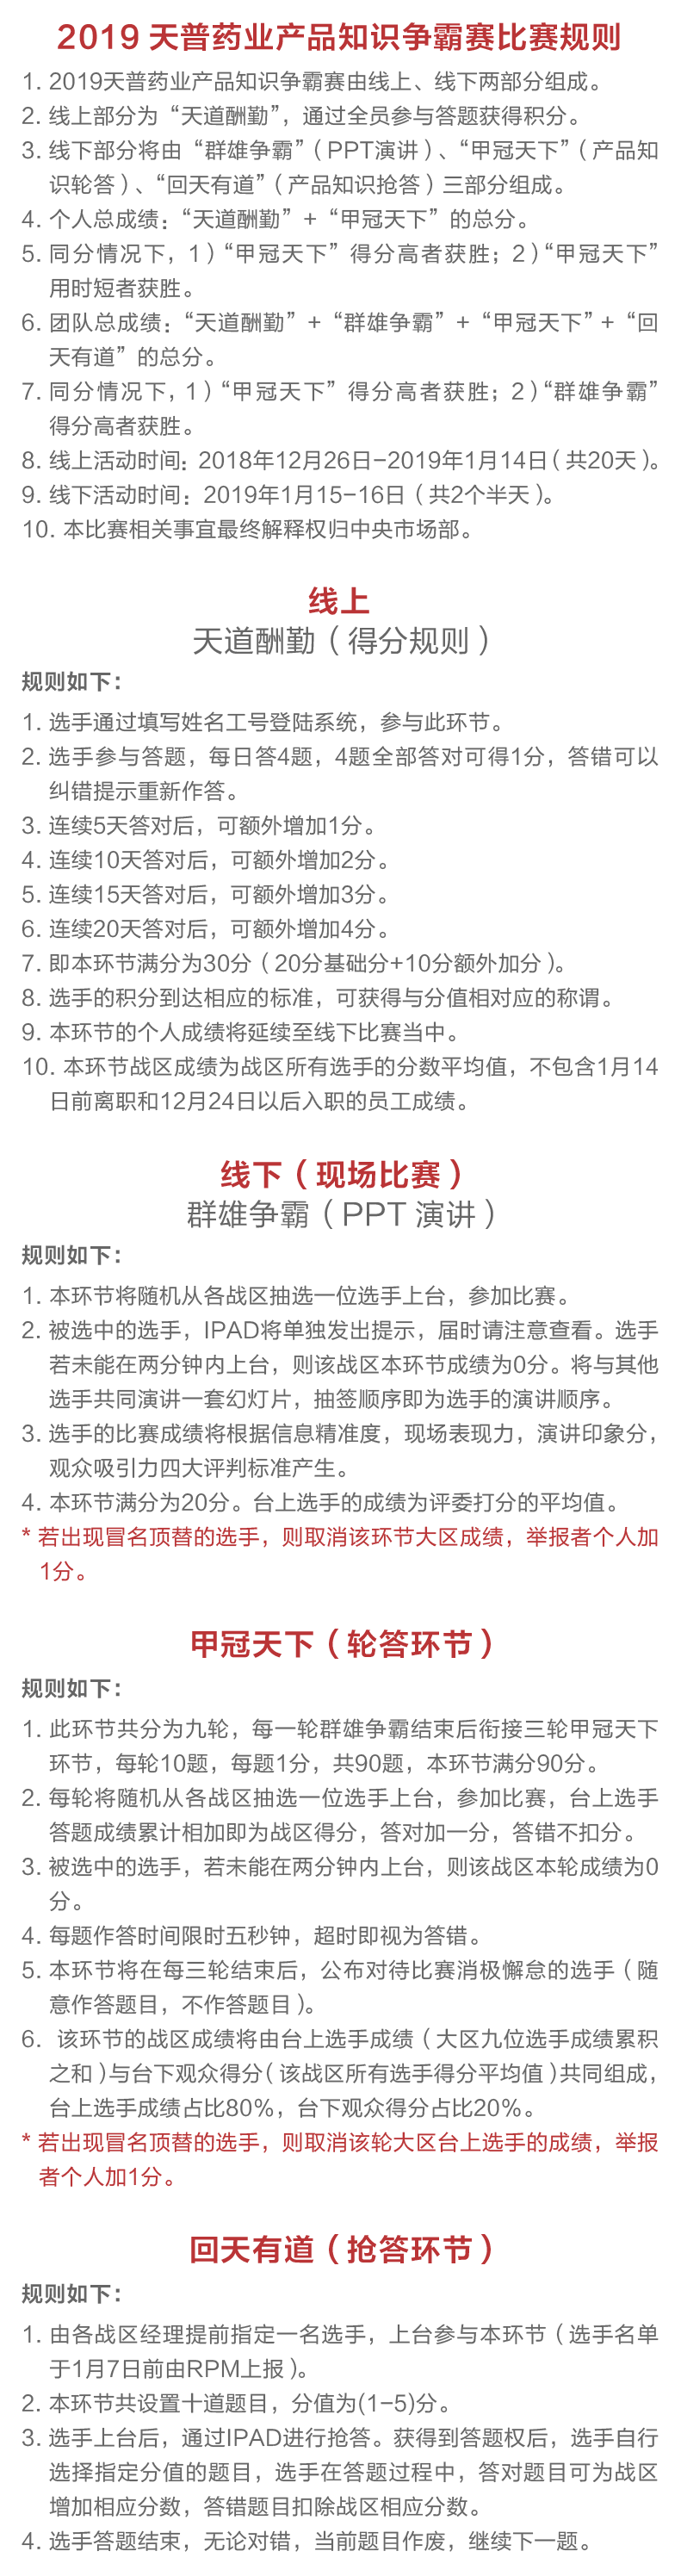 2019 天普药业产品知识争霸赛比赛规则
1. 2019天普药业产品知识争霸赛由线上、线下两部分组成。
2. 线上部分为“天道酬勤”，通过全员参与答题获得积分。
3. 线下部分将由“群雄争霸”（PPT演讲）、“甲冠天下”（产品知
识轮答）、“回天有道”（产品知识抢答）三部分组成。
4. 个人总成绩：“天道酬勤”+“甲冠天下”的总分。
5. 同分情况下，1）“甲冠天下”得分高者获胜；2）“甲冠天下”
用时短者获胜。
6. 团队总成绩：“天道酬勤”+“群雄争霸”+“甲冠天下”+“回
天有道”的总分。
7. 同分情况下，1）“甲冠天下”得分高者获胜；2）“群雄争霸”
得分高者获胜。
8. 线上活动时间：2018年12月26日-2019年1月14日（共20天）。
9. 线下活动时间：2019年1月15-16日（共2个半天）。
10. 本比赛相关事宜最终解释权归中央市场部。
线上
天道酬勤（得分规则）
规则如下：
1. 选手通过填写姓名工号登陆系统，参与此环节。
2. 选手参与答题，每日答4题，4题全部答对可得1分，答错可以
纠错提示重新作答。
3. 连续5天答对后，可额外增加1分。
4. 连续10天答对后，可额外增加2分。
5. 连续15天答对后，可额外增加3分。
6. 连续20天答对后，可额外增加4分。
7. 即本环节满分为30分（20分基础分+10分额外加分）。
8. 选手的积分到达相应的标准，可获得与分值相对应的称谓。
9. 本环节的个人成绩将延续至线下比赛当中。
10. 本环节战区成绩为战区所有选手的分数平均值，不包含1月14
日前离职和12月24日以后入职的员工成绩。
线下（现场比赛）
群雄争霸（PPT 演讲）
规则如下：
1. 本环节将随机从各战区抽选一位选手上台，参加比赛。
2. 被选中的选手，IPAD将单独发出提示，届时请注意查看。选手
若未能在两分钟内上台，则该战区本环节成绩为0分。将与其他
选手共同演讲一套幻灯片，抽签顺序即为选手的演讲顺序。
3. 选手的比赛成绩将根据信息精准度，现场表现力，演讲印象分，
观众吸引力四大评判标准产生。
4. 本环节满分为20分。台上选手的成绩为评委打分的平均值。
* 若出现冒名顶替的选手，则取消该环节大区成绩，举报者个人加
1分。
甲冠天下（轮答环节）
规则如下：
1. 此环节共分为九轮，每一轮群雄争霸结束后衔接三轮甲冠天下
环节，每轮10题，每题1分，共90题，本环节满分90分。
2. 每轮将随机从各战区抽选一位选手上台，参加比赛，台上选手
答题成绩累计相加即为战区得分，答对加一分，答错不扣分。
3. 被选中的选手，若未能在两分钟内上台，则该战区本轮成绩为0
分。
4. 每题作答时间限时五秒钟，超时即视为答错。
5. 本环节将在每三轮结束后，公布对待比赛消极懈怠的选手（随
意作答题目，不作答题目）。
6. 该环节的战区成绩将由台上选手成绩（大区九位选手成绩累积
之和）与台下观众得分（该战区所有选手得分平均值）共同组成，
台上选手成绩占比80%，台下观众得分占比20%。
* 若出现冒名顶替的选手，则取消该轮大区台上选手的成绩，举报
者个人加1分。
回天有道（抢答环节）
规则如下：
1. 由各战区经理提前指定一名选手，上台参与本环节（选手名单
于1月7日前由RPM上报）。
2. 本环节共设置十道题目，分值为(1-5)分。
3. 选手上台后，通过IPAD进行抢答。获得到答题权后，选手自行
选择指定分值的题目，选手在答题过程中，答对题目可为战区
增加相应分数，答错题目扣除战区相应分数。
4. 选手答题结束，无论对错，当前题目作废，继续下一题。